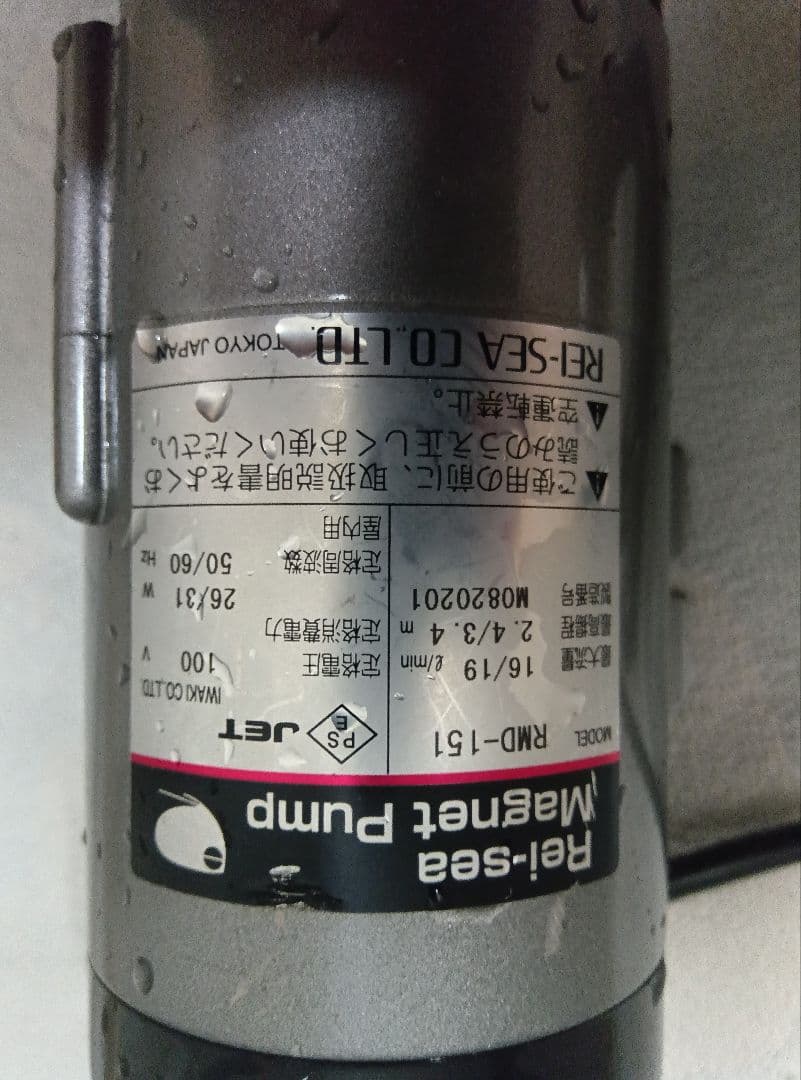 Rei-sea
Magnet Pump
MODEL RMD-151
PS
E
JET
IWAKI CO.,LTD.
最大流量 16/19 ℓ/min
最高揚程 2.4/3.4 m
製造番号 M0820201
定格電圧 100 V
定格消費電力 26/31 W
定格周波数 50/60 Hz
屋内用
ご使用の前に、取扱説明書をよくお
読みのうえ正しくお使いください。
空運転禁止。
REI-SEA CO.,LTD. TOKYO JAPAN